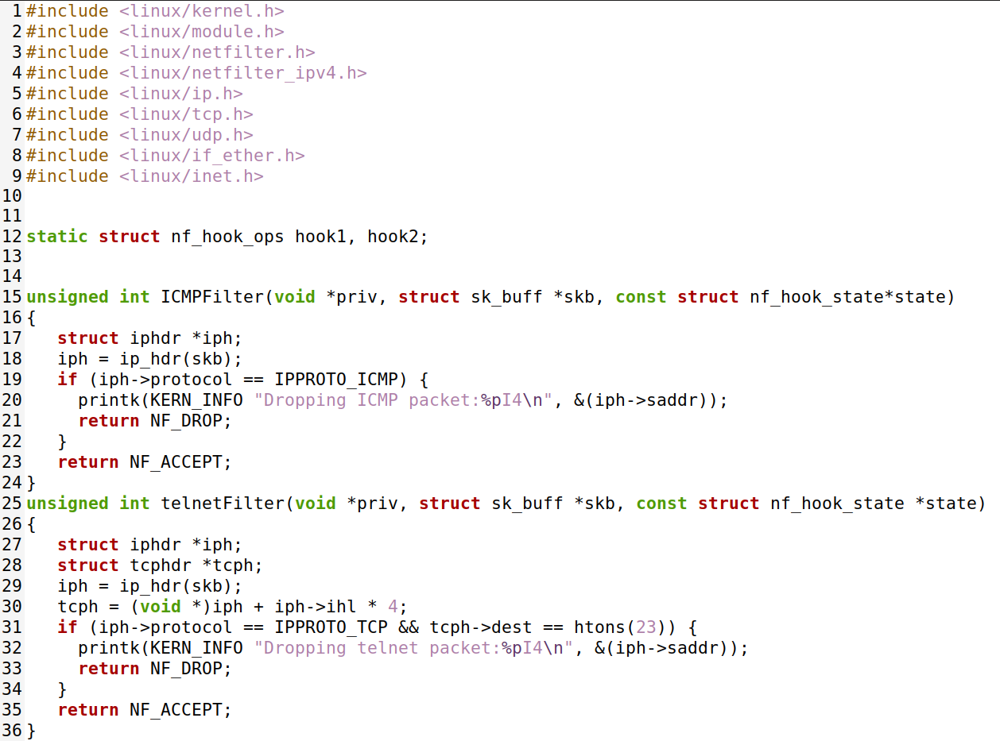 1 #include <linux/kernel.h>
2 #include <linux/module.h>
3 #include <linux/netfilter.h>
4 #include <linux/netfilter_ipv4.h>
5 #include <linux/ip.h>
6 #include <linux/tcp.h>
7 #include <linux/udp.h>
8 #include <linux/if_ether.h>
9 #include <linux/inet.h>
10
11
12 static struct nf_hook_ops hook1, hook2;
13
14
15 unsigned int ICMPFilter(void *priv, struct sk_buff *skb, const struct nf_hook_state*state)
16 {
17    struct iphdr *iph;
18    iph = ip_hdr(skb);
19    if (iph->protocol == IPPROTO_ICMP) {
20      printk(KERN_INFO "Dropping ICMP packet:%pI4\n", &(iph->saddr));
21      return NF_DROP;
22    }
23    return NF_ACCEPT;
24 }
25 unsigned int telnetFilter(void *priv, struct sk_buff *skb, const struct nf_hook_state *state)
26 {
27    struct iphdr *iph;
28    struct tcphdr *tcph;
29    iph = ip_hdr(skb);
30    tcph = (void *)iph + iph->ihl * 4;
31    if (iph->protocol == IPPROTO_TCP && tcph->dest == htons(23)) {
32      printk(KERN_INFO "Dropping telnet packet:%pI4\n", &(iph->saddr));
33      return NF_DROP;
34    }
35    return NF_ACCEPT;
36 }